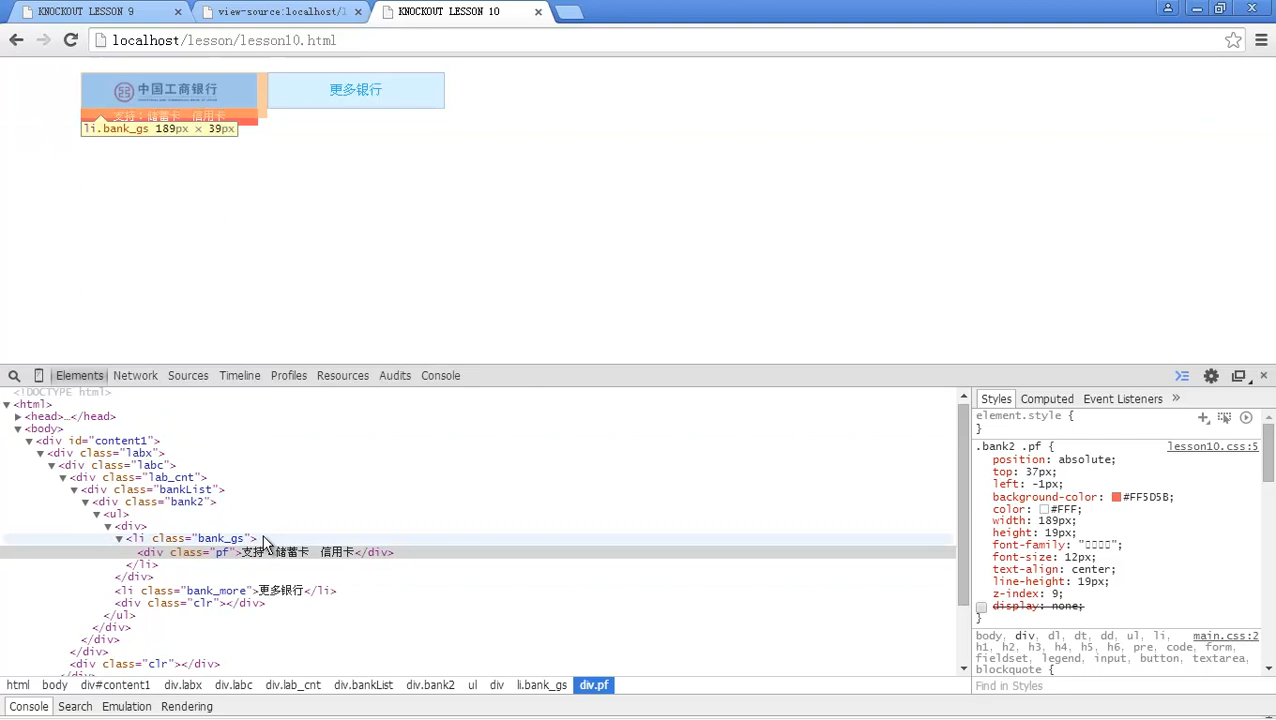 KNOCKOUT LESSON 9
view-source:localhost/l
KNOCKOUT LESSON 10
localhost/lesson/lesson10.html
中国工商银行
更多银行
支持：储蓄卡 信用卡
li.bank_gs 189px × 39px
Elements Network Sources Timeline Profiles Resources Audits Console
<!DOCTYPE html>
<html>
<head>…</head>
<body>
<div id="content1">
<div class="labx">
<div class="labc">
<div class="lab_cnt">
<div class="bankList">
<div class="bank2">
<ul>
<div>
<li class="bank_gs">
<div class="pf">支持：储蓄卡 信用卡</div>
</li>
</div>
<li class="bank_more">更多银行</li>
<div class="clr"></div>
</ul>
</div>
</div>
</div>
<div class="clr"></div>
html body div#content1 div.labx div.labc div.lab_cnt div.bankList div.bank2 ul div li.bank_gs div.pf
Console Search Emulation Rendering
Styles Computed Event Listeners »
element.style {
}
.bank2 .pf { lesson10.css:5
position: absolute;
top: 37px;
left: -1px;
background-color: #FF5D5B;
color: #FFF;
width: 189px;
height: 19px;
font-family: "▯▯▯▯";
font-size: 12px;
text-align: center;
line-height: 19px;
z-index: 9;
display: none;
}
body, div, dl, dt, dd, ul, li, main.css:2
h1, h2, h3, h4, h5, h6, pre, code, form,
fieldset, legend, input, button, textarea,
blockquote {
Find in Styles